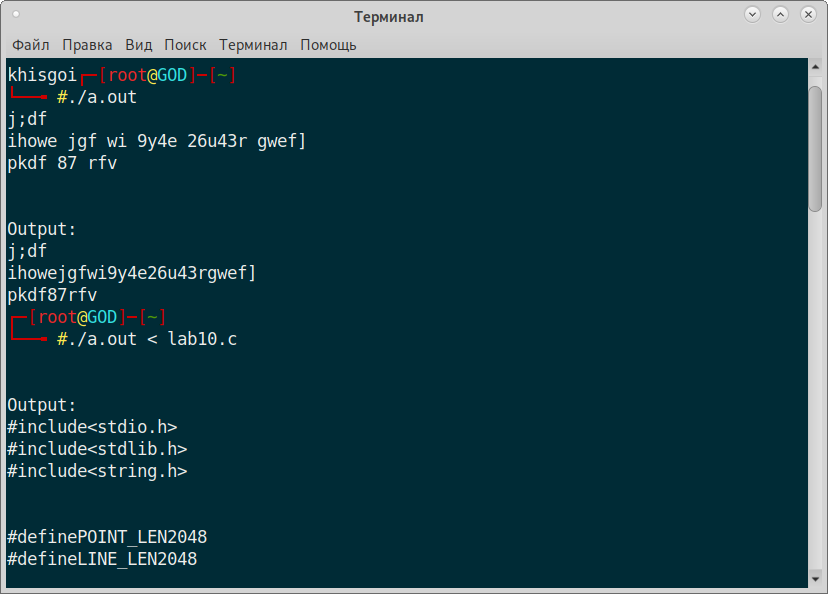 Терминал
Файл Правка Вид Поиск Терминал Помощь
khisgoi┌─[root@GOD]─[~]
└──╼ #./a.out
j;df
ihowe jgf wi 9y4e 26u43r gwef]
pkdf 87 rfv
Output:
j;df
ihowejgfwi9y4e26u43rgwef]
pkdf87rfv
┌─[root@GOD]─[~]
└──╼ #./a.out < lab10.c
Output:
#include<stdio.h>
#include<stdlib.h>
#include<string.h>
#definePOINT_LEN2048
#defineLINE_LEN2048